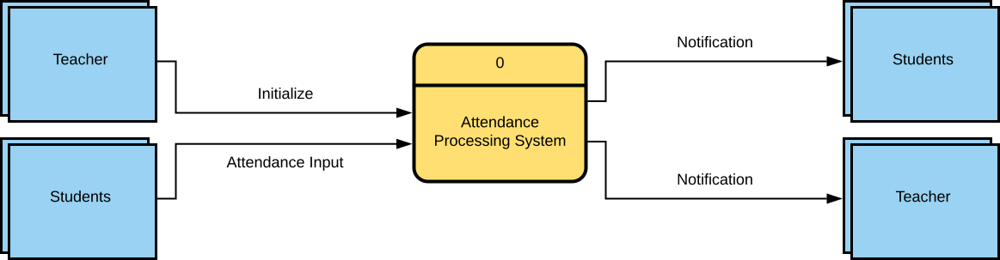 Teacher
Initialize
Students
Attendance Input
0
Attendance
Processing System
Notification
Students
Notification
Teacher